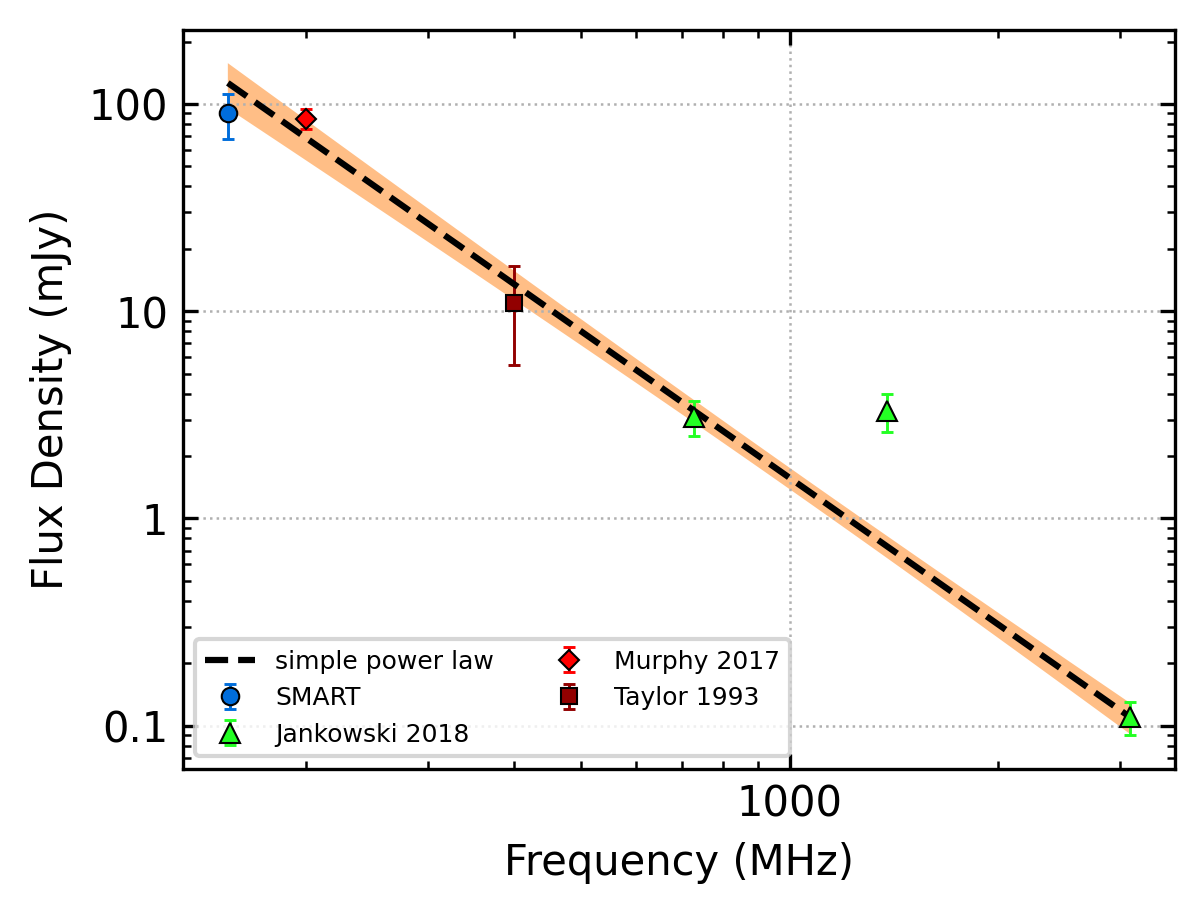 Flux Density (mJy)
100
10
1
0.1
simple power law
SMART
Jankowski 2018
Murphy 2017
Taylor 1993
1000
Frequency (MHz)